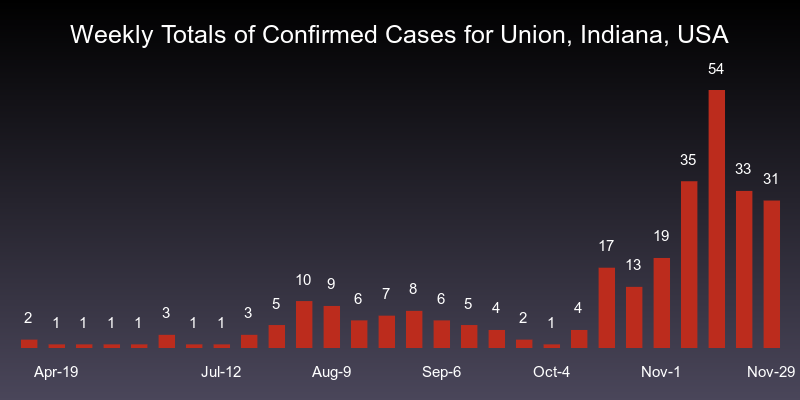 Weekly Totals of Confirmed Cases for Union, Indiana, USA
2 1 1 1 1 3 1 1 3 5 10 9 6 7 8 6 5 4 2 1 4 17 13 19 35 54 33 31
Apr-19 Jul-12 Aug-9 Sep-6 Oct-4 Nov-1 Nov-29